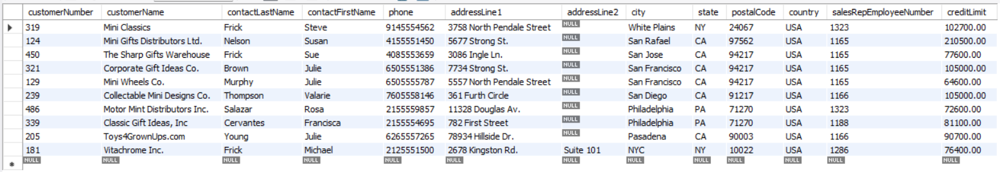 customerNumber customerName contactLastName contactFirstName phone addressLine1 addressLine2 city state postalCode country salesRepEmployeeNumber creditLimit
319 Mini Classics Frick Steve 9145554562 3758 North Pendale Street NULL White Plains NY 24067 USA 1323 102700.00
124 Mini Gifts Distributors Ltd. Nelson Susan 4155551450 5677 Strong St. NULL San Rafael CA 97562 USA 1165 210500.00
450 The Sharp Gifts Warehouse Frick Sue 4085553659 3086 Ingle Ln. NULL San Jose CA 94217 USA 1165 77600.00
321 Corporate Gift Ideas Co. Brown Julie 6505551386 7734 Strong St. NULL San Francisco CA 94217 USA 1165 105000.00
129 Mini Wheels Co. Murphy Julie 6505555787 5557 North Pendale Street NULL San Francisco CA 94217 USA 1165 64600.00
239 Collectable Mini Designs Co. Thompson Valarie 7605558146 361 Furth Circle NULL San Diego CA 91217 USA 1166 105000.00
486 Motor Mint Distributors Inc. Salazar Rosa 2155559857 11328 Douglas Av. NULL Philadelphia PA 71270 USA 1323 72600.00
339 Classic Gift Ideas, Inc Cervantes Francisca 2155554695 782 First Street NULL Philadelphia PA 71270 USA 1188 81100.00
205 Toys4GrownUps.com Young Julie 6265557265 78934 Hillside Dr. NULL Pasadena CA 90003 USA 1166 90700.00
181 Vitachrome Inc. Frick Michael 2125551500 2678 Kingston Rd. Suite 101 NYC NY 10022 USA 1286 76400.00
NULL NULL NULL NULL NULL NULL NULL NULL NULL NULL NULL NULL NULL